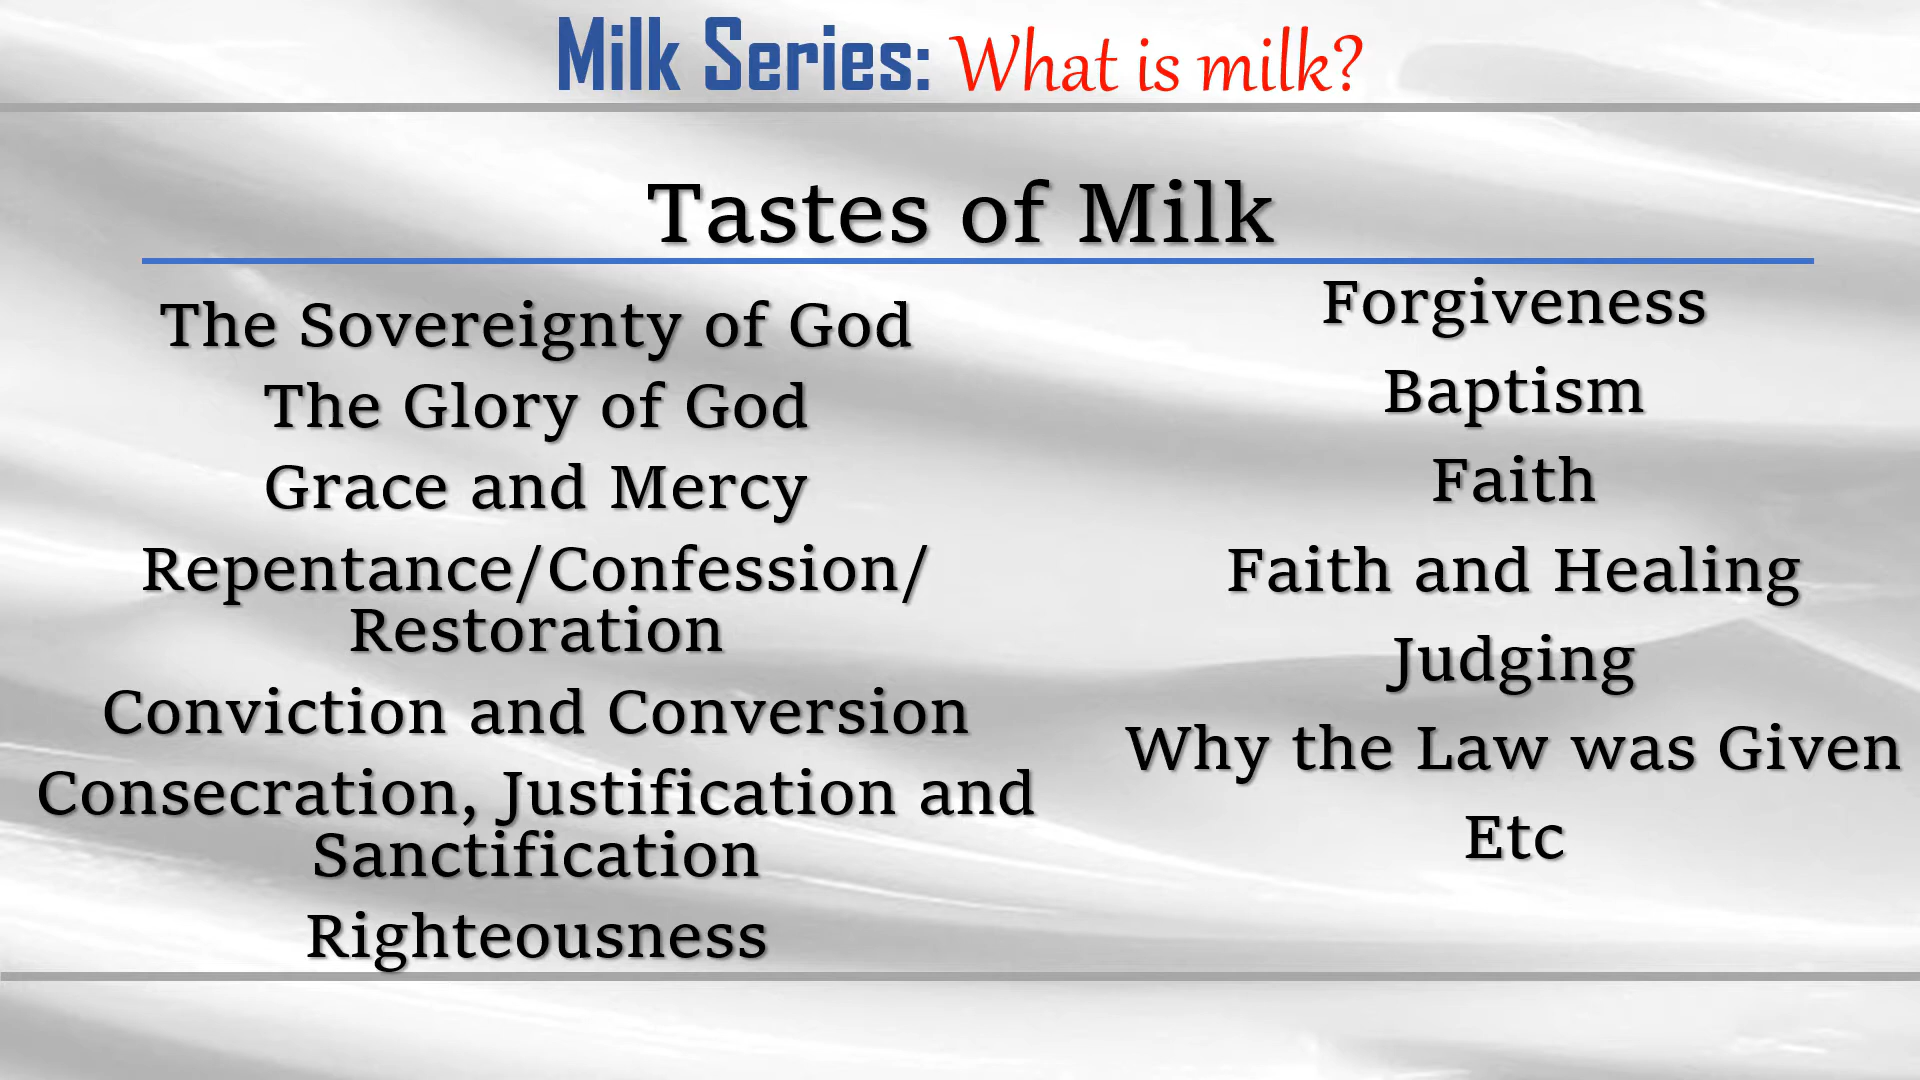 Milk Series: What is milk?
Tastes of Milk
The Sovereignty of God
The Glory of God
Grace and Mercy
Repentance/Confession/
Restoration
Conviction and Conversion
Consecration, Justification and
Sanctification
Righteousness
Forgiveness
Baptism
Faith
Faith and Healing
Judging
Why the Law was Given
Etc